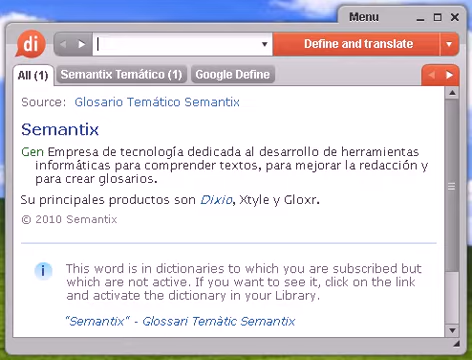 Menu
di
Define and translate
All (1) Semantix Temático (1) Google Define
Source: Glosario Temático Semantix
Semantix
Gen Empresa de tecnología dedicada al desarrollo de herramientas
informáticas para comprender textos, para mejorar la redacción y
para crear glosarios.
Su principales productos son Dixio, Xtyle y Gloxr.
© 2010 Semantix
i
This word is in dictionaries to which you are subscribed but
which are not active. If you want to see it, click on the link
and activate the dictionary in your Library.
"Semantix" - Glossari Temàtic Semantix